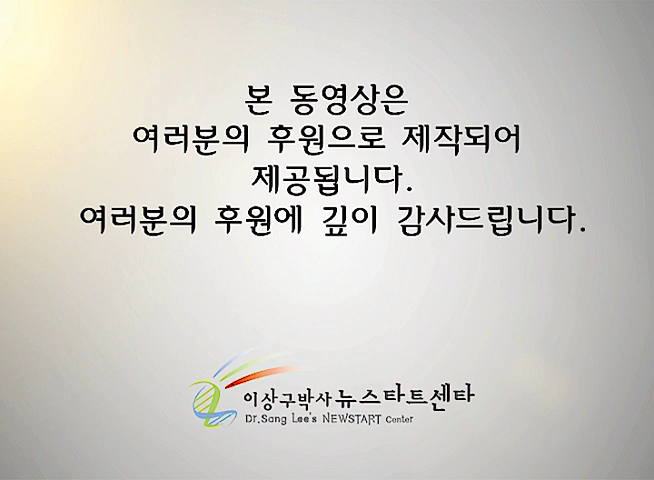 본 동영상은
여러분의 후원으로 제작되어
제공됩니다.
여러분의 후원에 깊이 감사드립니다.
이상구박사 뉴스타트센타
Dr.Sang Lee's NEWSTART Center